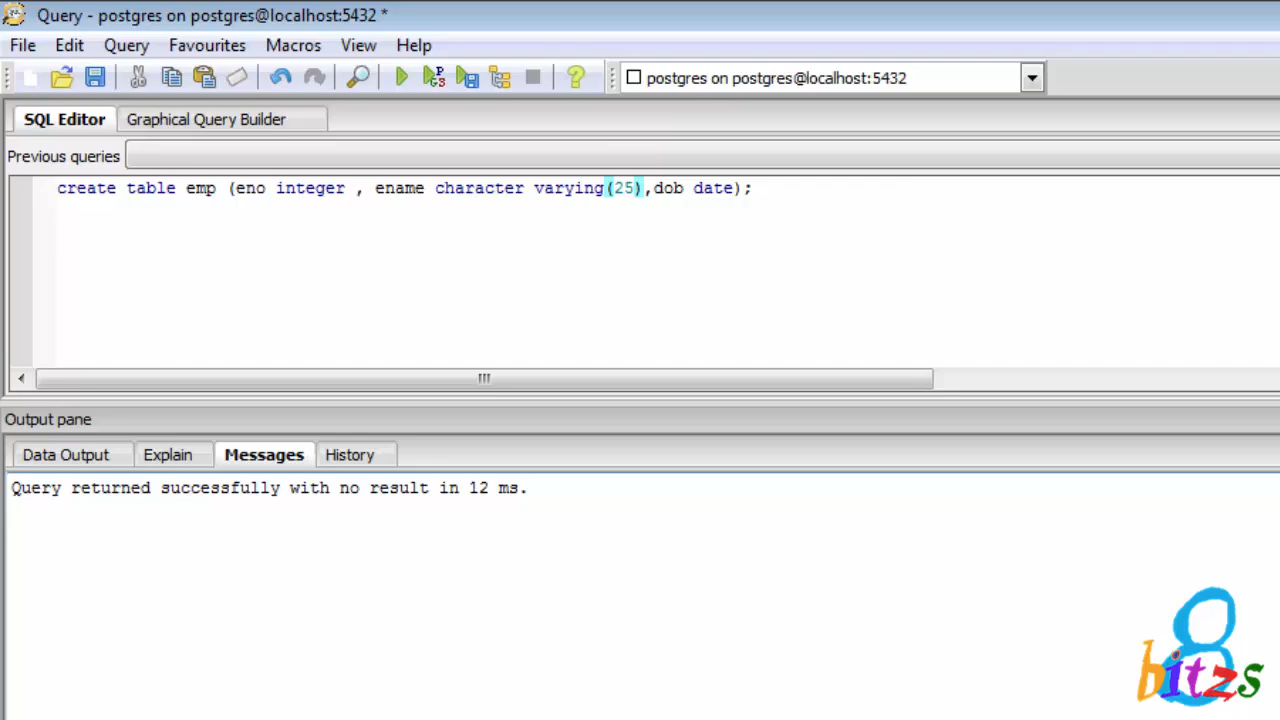 Query - postgres on postgres@localhost:5432 *
File Edit Query Favourites Macros View Help
postgres on postgres@localhost:5432
SQL Editor Graphical Query Builder
Previous queries
create table emp (eno integer , ename character varying(25),dob date);
Output pane
Data Output Explain Messages History
Query returned successfully with no result in 12 ms.
8
bitzs